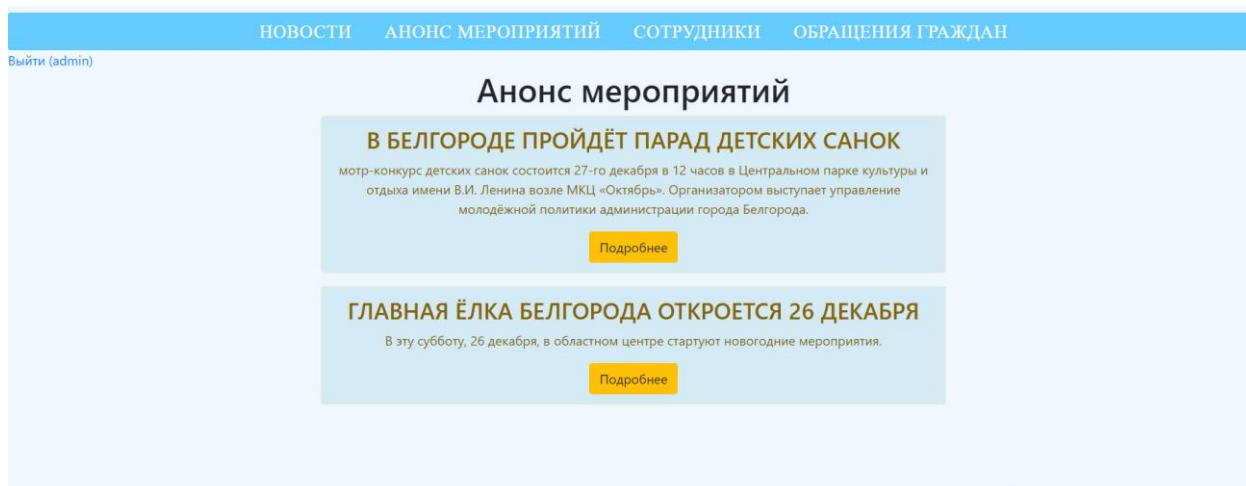 НОВОСТИ АНОНС МЕРОПРИЯТИЙ СОТРУДНИКИ ОБРАЩЕНИЯ ГРАЖДАН
Выйти (admin)
Анонс мероприятий
В БЕЛГОРОДЕ ПРОЙДЁТ ПАРАД ДЕТСКИХ САНОК
мотр-конкурс детских санок состоится 27-го декабря в 12 часов в Центральном парке культуры и
отдыха имени В.И. Ленина возле МКЦ «Октябрь». Организатором выступает управление
молодёжной политики администрации города Белгорода.
Подробнее
ГЛАВНАЯ ЁЛКА БЕЛГОРОДА ОТКРОЕТСЯ 26 ДЕКАБРЯ
В эту субботу, 26 декабря, в областном центре стартуют новогодние мероприятия.
Подробнее